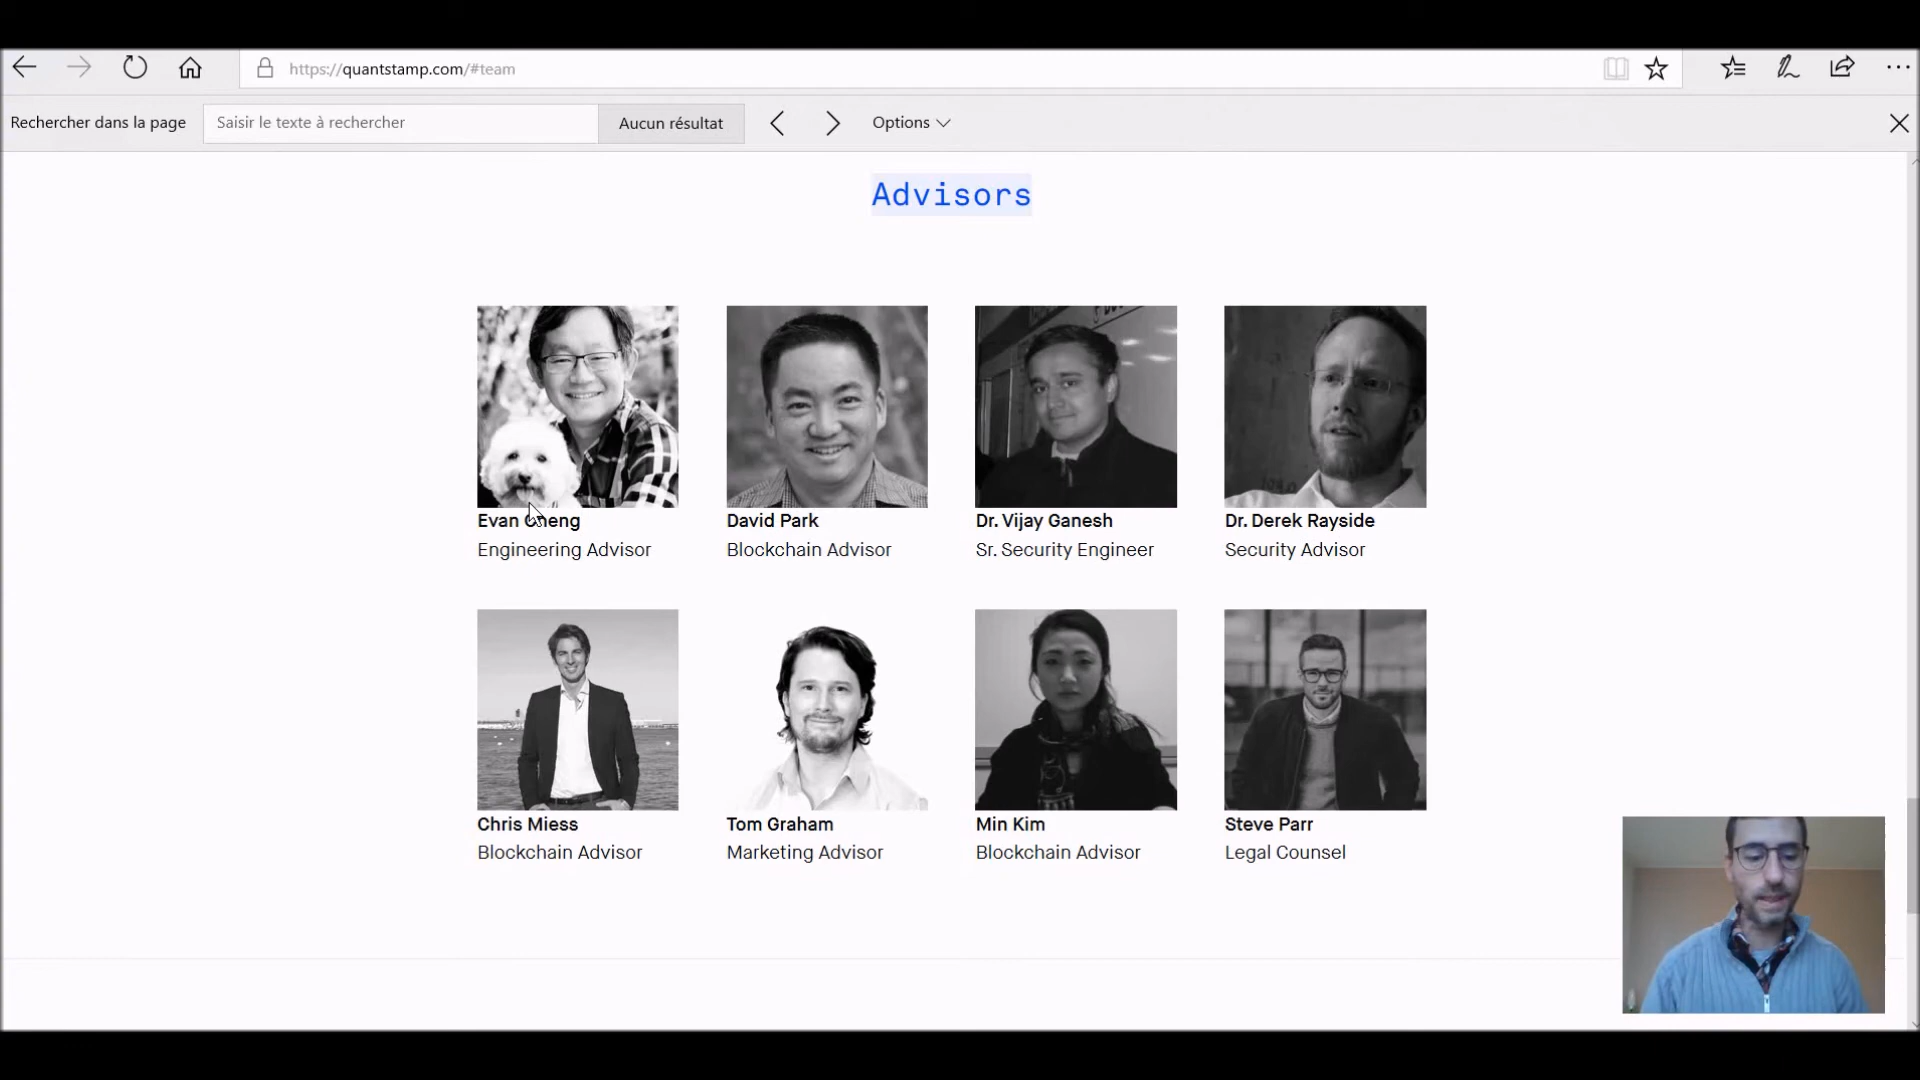 https://quantstamp.com/#team
Rechercher dans la page Saisir le texte à rechercher Aucun résultat Options
Advisors
Evan Cheng David Park Dr. Vijay Ganesh Dr. Derek Rayside
Engineering Advisor Blockchain Advisor Sr. Security Engineer Security Advisor
Chris Miess Tom Graham Min Kim Steve Parr
Blockchain Advisor Marketing Advisor Blockchain Advisor Legal Counsel